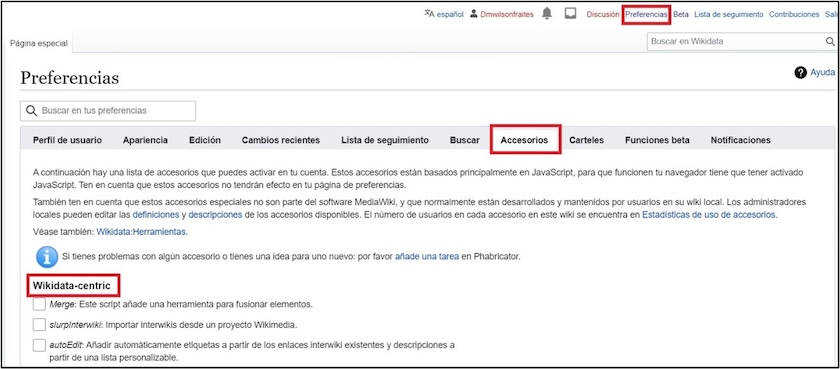 español Dmwilsonfraites Discusión Preferencias Beta Lista de seguimiento Contribuciones
Página especial
Buscar en Wikidata
Preferencias
? Ayuda
Buscar en tus preferencias
Perfil de usuario Apariencia Edición Cambios recientes Lista de seguimiento Buscar Accesorios Carteles Funciones beta Notificaciones
A continuación hay una lista de accesorios que puedes activar en tu cuenta. Estos accesorios están basados principalmente en JavaScript, para que funcionen tu navegador tiene que tener activado
JavaScript. Ten en cuenta que estos accesorios no tendrán efecto en tu página de preferencias.
También ten en cuenta que estos accesorios especiales no son parte del software MediaWiki, y que normalmente están desarrollados y mantenidos por usuarios en su wiki local. Los administradores
locales pueden editar las definiciones y descripciones de los accesorios disponibles. El número de usuarios en cada accesorio en este wiki se encuentra en Estadísticas de uso de accesorios.
Véase también: Wikidata:Herramientas.
i Si tienes problemas con algún accesorio o tienes una idea para uno nuevo: por favor añade una tarea en Phabricator.
Wikidata-centric
Merge: Este script añade una herramienta para fusionar elementos.
slurpInterwiki: Importar Interwikis desde un proyecto Wikimedia.
autoEdit: Añadir automáticamente etiquetas a partir de los enlaces interwiki existentes y descripciones a
partir de una lista personalizable.